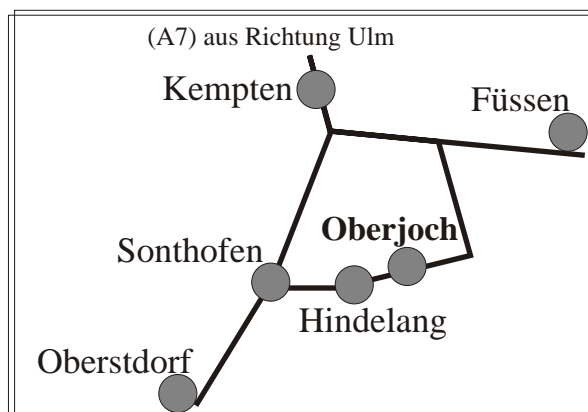 (A7) aus Richtung Ulm
Kempten
Füssen
Oberjoch
Sonthofen
Hindelang
Oberstdorf